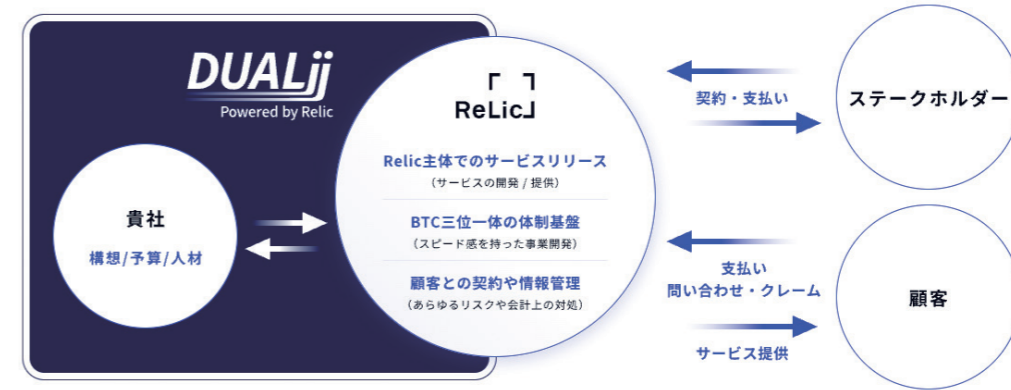 DUALjj
Powered by Relic
貴社
構想/予算/人材
ReLic
Relic主体でのサービスリリース
（サービスの開発 / 提供）
BTC三位一体の体制基盤
（スピード感を持った事業開発）
顧客との契約や情報管理
（あらゆるリスクや会計上の対処）
契約・支払い
ステークホルダー
支払い
問い合わせ・クレーム
サービス提供
顧客